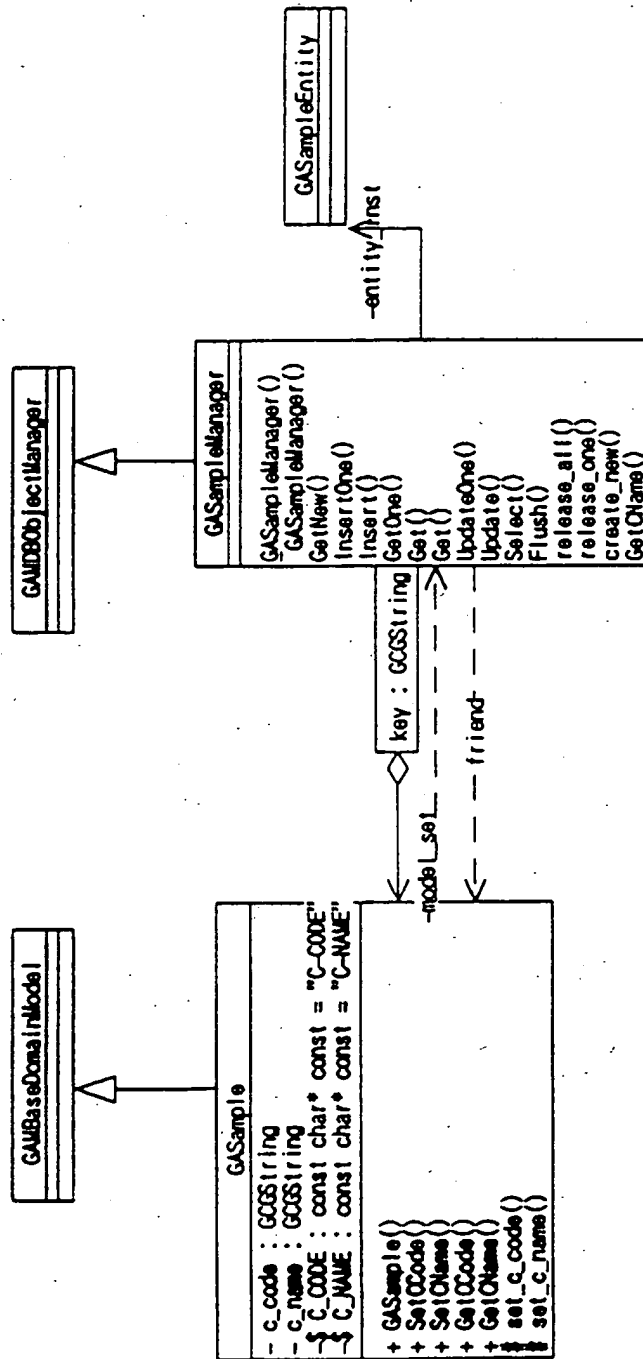 GAMBaseDomainModel
GASample
- c_code : GCGString
- c_name : GCGString
-$ C_CODE : const char* const = "C-CODE"
-$ C_NAME : const char* const = "C-NAME"
+ GASample()
+ SetCCode()
+ SetCName()
+ GetCCode()
+ GetCName()
# set_c_code()
# set_c_name()
-model_set
friend
key : GCGString
GAMDBObjectManager
GASampleManager
GASampleManager()
GASampleManager()
GetNew()
InsertOne()
Insert()
GetOne()
Get()
Get()
UpdateOne()
Update()
Select()
Flush()
release_all()
release_one()
create_new()
GetCName()
-entity_inst
GASampleEntity